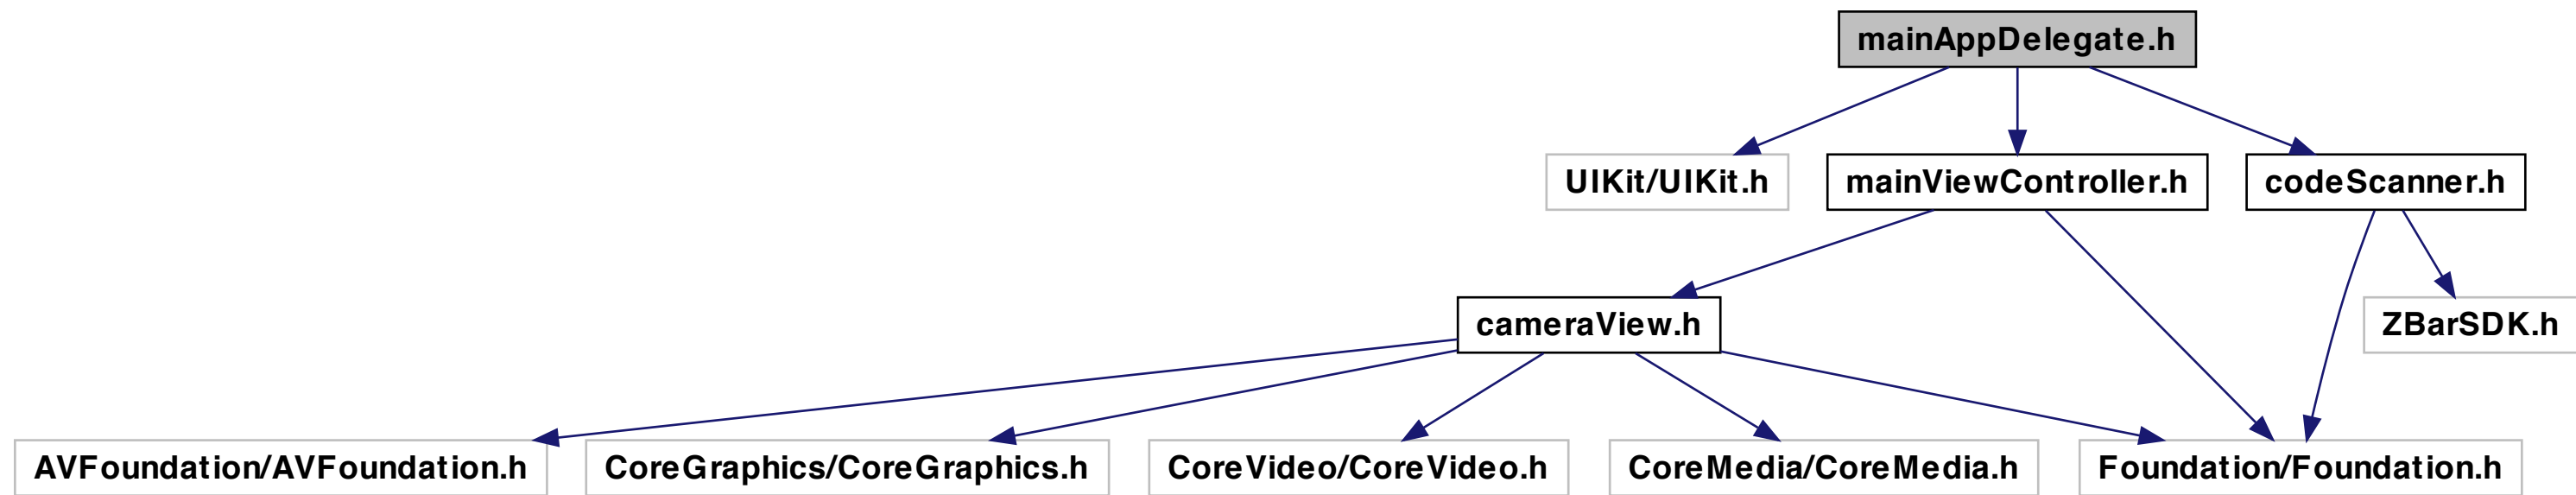 mainAppDelegate.h
UIKit/UIKit.h
mainViewController.h
codeScanner.h
cameraView.h
ZBarSDK.h
AVFoundation/AVFoundation.h
CoreGraphics/CoreGraphics.h
CoreVideo/CoreVideo.h
CoreMedia/CoreMedia.h
Foundation/Foundation.h